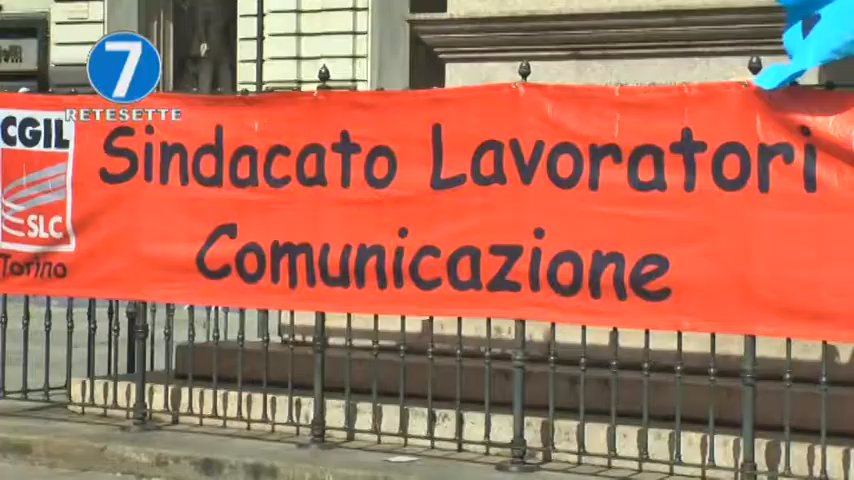 7
RETESETTE
CGIL
SLC
Torino
Sindacato Lavoratori
Comunicazione